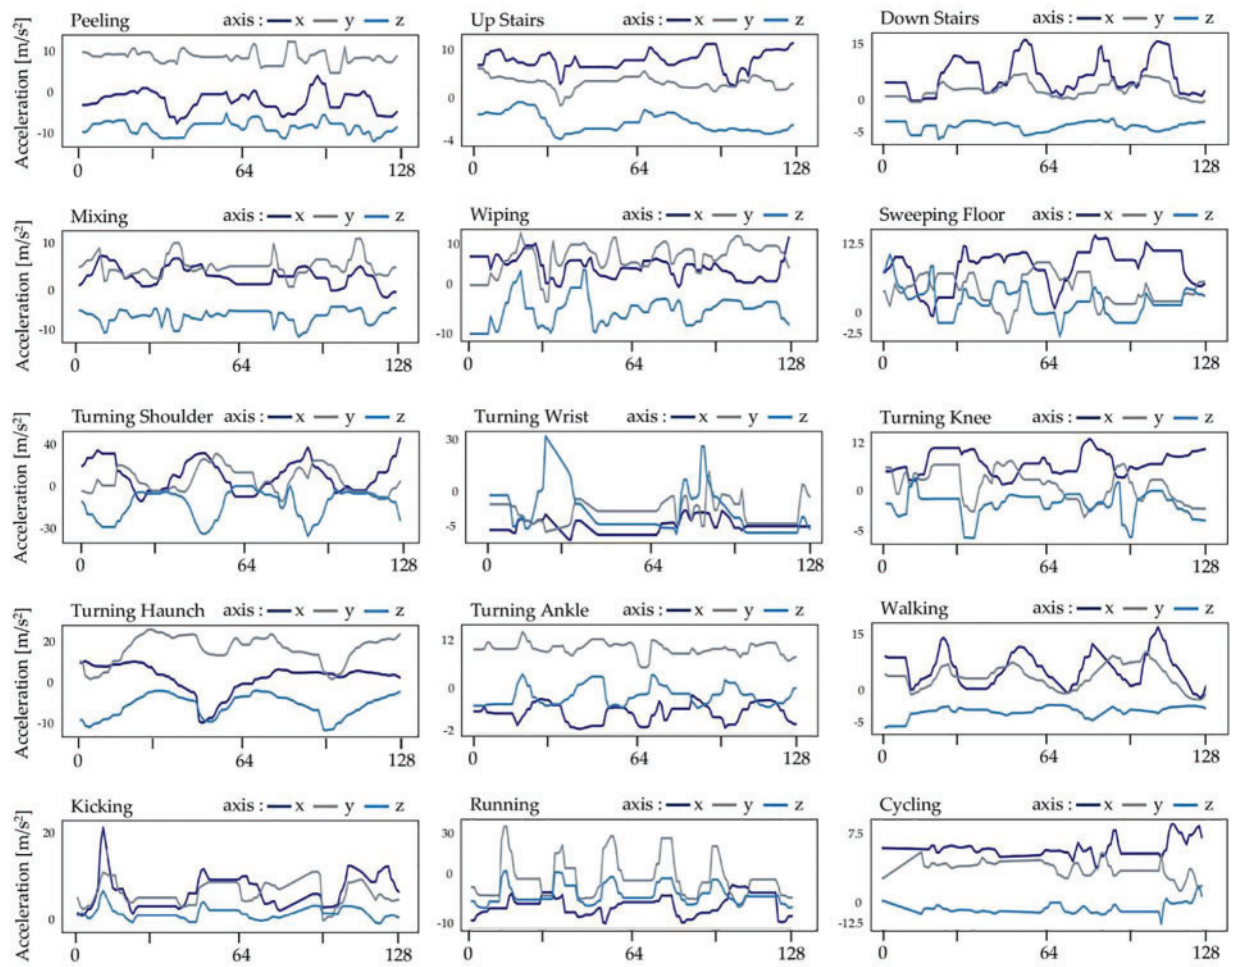 Peeling axis : x y z
Up Stairs axis : x y z
Down Stairs axis : x y z
Acceleration [m/s²]
10
0
-10
0 64 128
10
0
-4
0 64 128
15
0
-5
0 64 128
Mixing axis : x y z
Wiping axis : x y z
Sweeping Floor axis : x y z
Acceleration [m/s²]
10
0
-10
0 64 128
10
0
-10
0 64 128
12.5
0
-2.5
0 64 128
Turning Shoulder axis : x y z
Turning Wrist axis : x y z
Turning Knee axis : x y z
Acceleration [m/s²]
40
0
-30
0 64 128
30
0
-5
0 64 128
12
0
-5
0 64 128
Turning Haunch axis : x y z
Turning Ankle axis : x y z
Walking axis : x y z
Acceleration [m/s²]
20
0
-10
0 64 128
12
0
-2
0 64 128
15
0
-5
0 64 128
Kicking axis : x y z
Running axis : x y z
Cycling axis : x y z
Acceleration [m/s²]
20
0
0 64 128
30
0
-10
0 64 128
7.5
0
-12.5
0 64 128